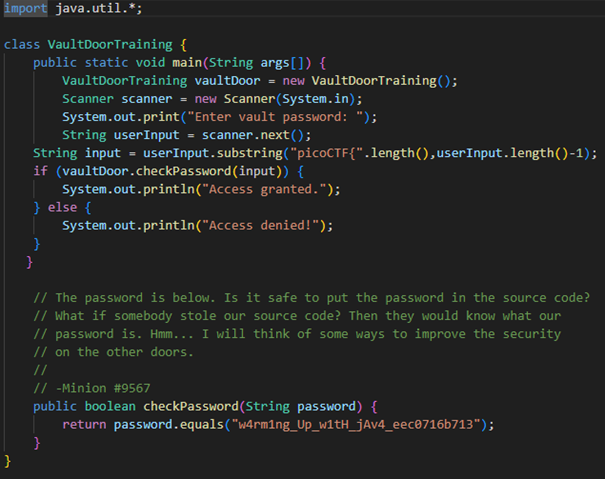 import java.util.*;
class VaultDoorTraining {
public static void main(String args[]) {
VaultDoorTraining vaultDoor = new VaultDoorTraining();
Scanner scanner = new Scanner(System.in);
System.out.print("Enter vault password: ");
String userInput = scanner.next();
String input = userInput.substring("picoCTF{".length(),userInput.length()-1);
if (vaultDoor.checkPassword(input)) {
System.out.println("Access granted.");
} else {
System.out.println("Access denied!");
}
}
// The password is below. Is it safe to put the password in the source code?
// What if somebody stole our source code? Then they would know what our
// password is. Hmm... I will think of some ways to improve the security
// on the other doors.
//
// -Minion #9567
public boolean checkPassword(String password) {
return password.equals("w4rm1ng_Up_w1tH_jAv4_eec0716b713");
}
}